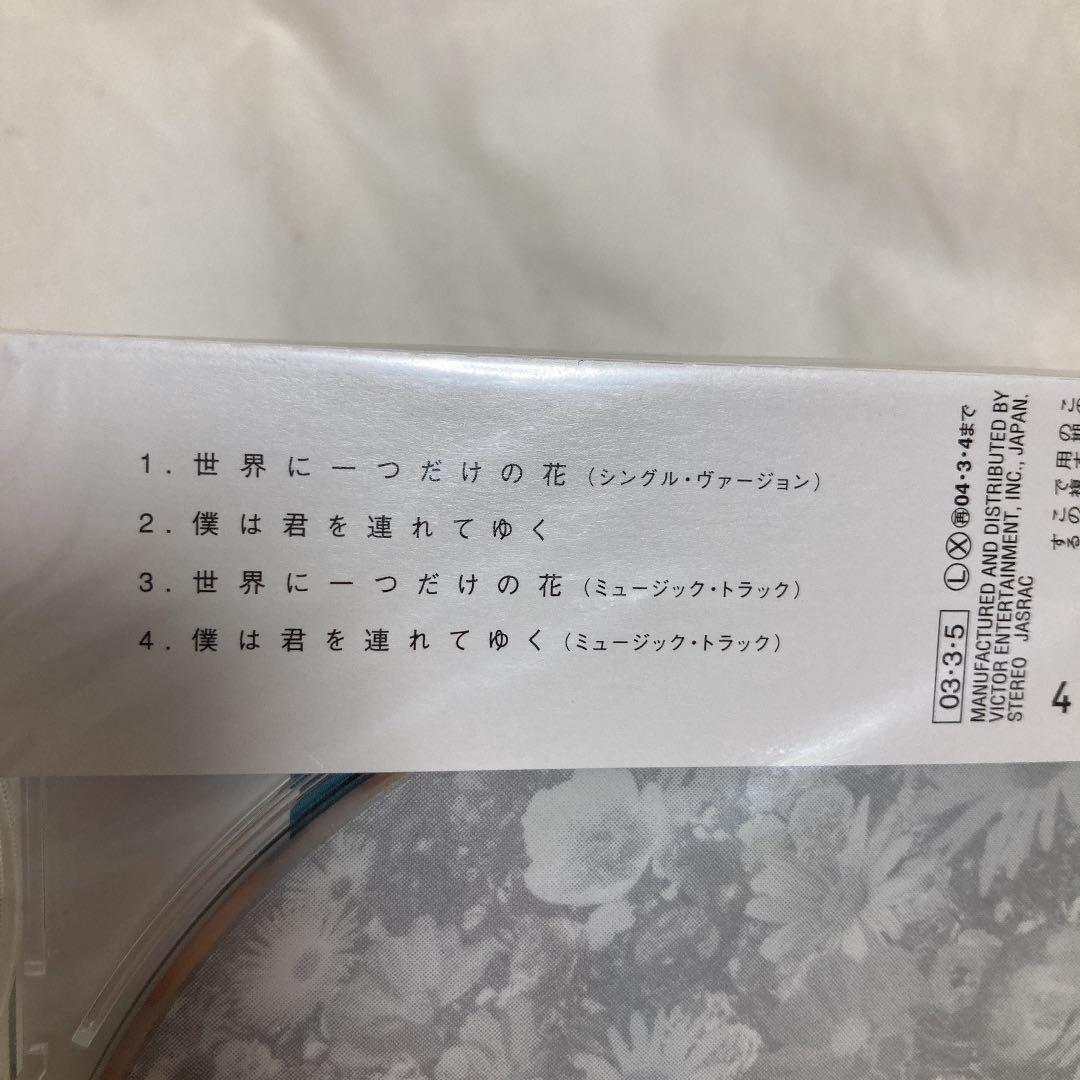 1. 世界に一つだけの花（シングル・ヴァージョン）
2. 僕は君を連れてゆく
3. 世界に一つだけの花（ミュージック・トラック）
4. 僕は君を連れてゆく（ミュージック・トラック）
03・3・5 Ⓛ Ⓧ ㊢04・3・4まで
MANUFACTURED AND DISTRIBUTED BY
VICTOR ENTERTAINMENT, INC., JAPAN.
STEREO JASRAC
4